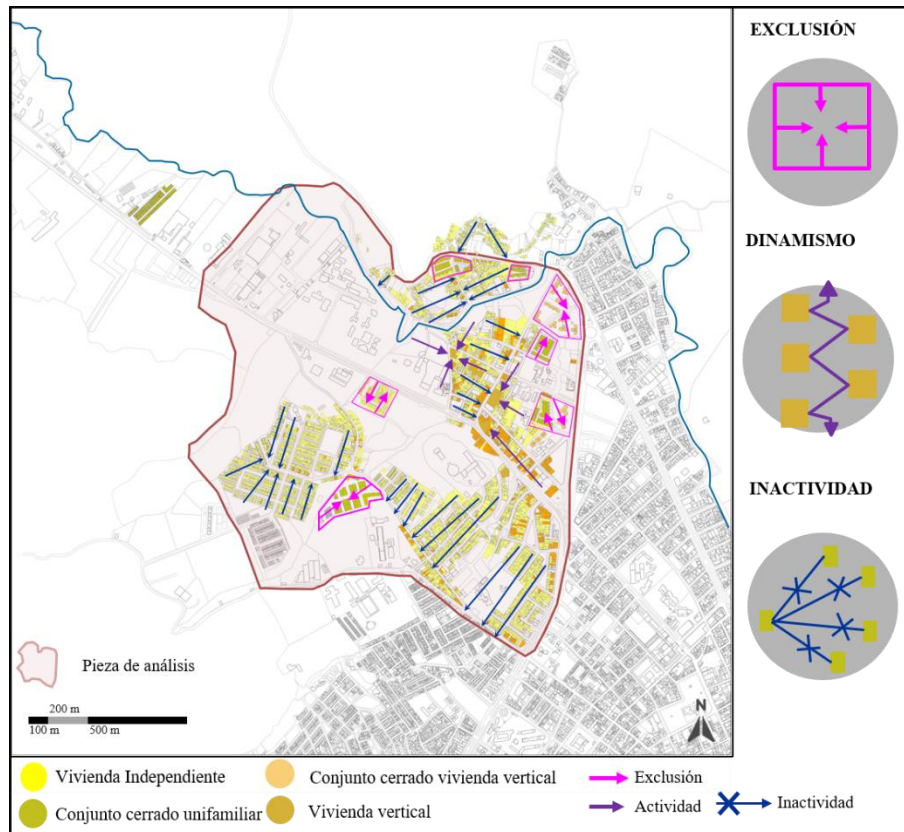 EXCLUSIÓN
DINAMISMO
INACTIVIDAD
Pieza de análisis
200 m
100 m 500 m
N
Vivienda Independiente
Conjunto cerrado vivienda vertical
Exclusión
Conjunto cerrado unifamiliar
Vivienda vertical
Actividad
Inactividad